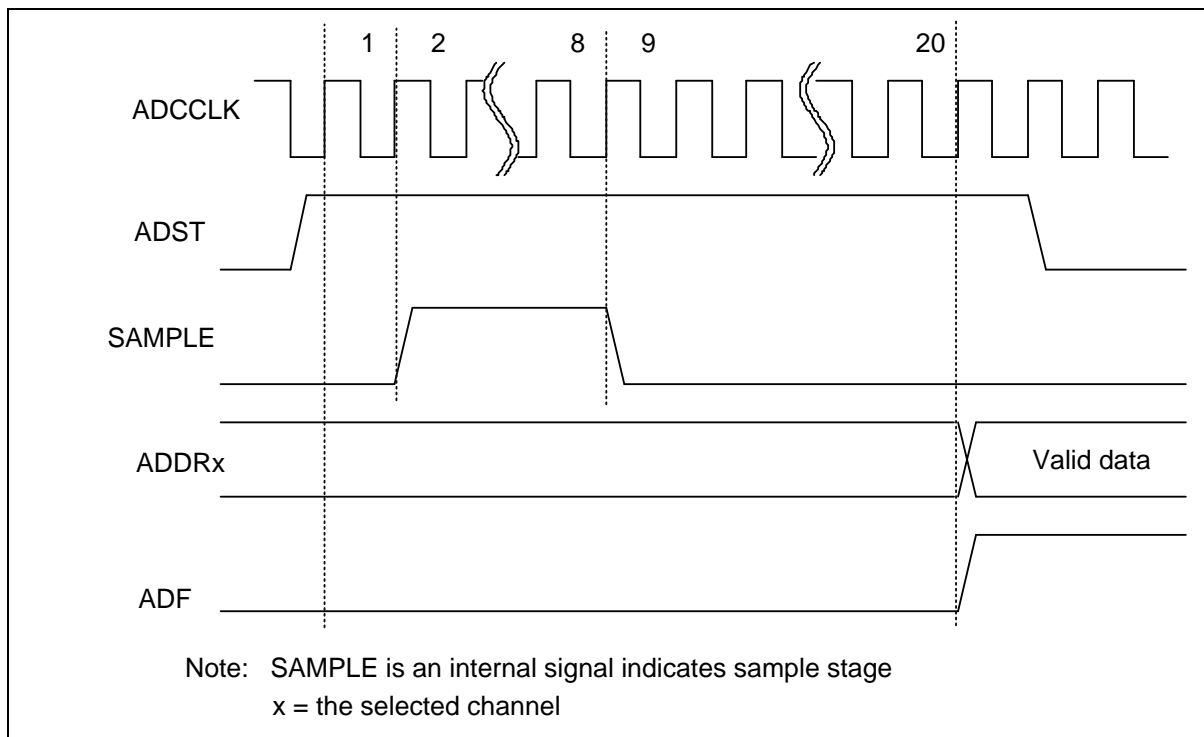 1 2 8 9 20
ADCCLK
ADST
SAMPLE
ADDRx Valid data
ADF
Note: SAMPLE is an internal signal indicates sample stage
x = the selected channel